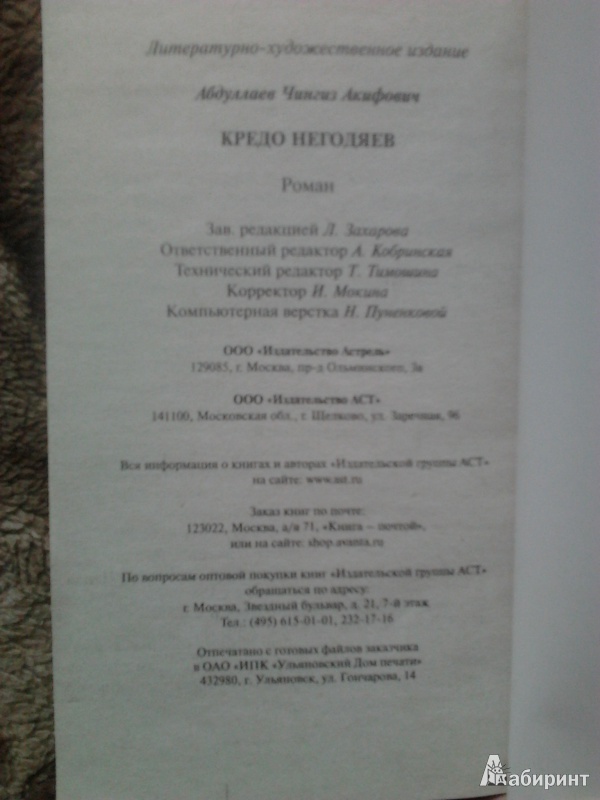 Литературно-художественное издание
Абдуллаев Чингиз Акифович
КРЕДО НЕГОДЯЕВ
Роман
Зав. редакцией Л. Захарова
Ответственный редактор А. Кобринская
Технический редактор Т. Тимошина
Корректор И. Мокина
Компьютерная верстка Н. Пуненковой
ООО «Издательство Астрель»
129085, г. Москва, пр-д Ольминского, 3а
ООО «Издательство АСТ»
141100, Московская обл., г. Щелково, ул. Заречная, 96
Вся информация о книгах и авторах «Издательской группы АСТ»
на сайте: www.ast.ru
Заказ книг по почте:
123022, Москва, а/я 71, «Книга – почтой»,
или на сайте: shop.avanta.ru
По вопросам оптовой покупки книг «Издательской группы АСТ»
обращаться по адресу:
г. Москва, Звездный бульвар, д. 21, 7-й этаж
Тел.: (495) 615-01-01, 232-17-16
Отпечатано с готовых файлов заказчика
в ОАО «ИПК «Ульяновский Дом печати»
432980, г. Ульяновск, ул. Гончарова, 14
Лабиринт